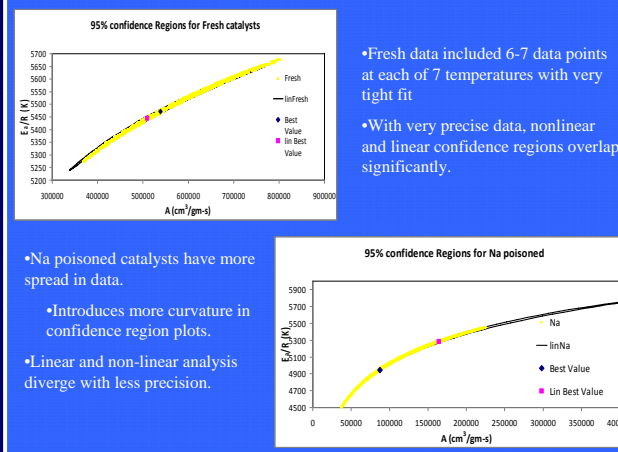 95% confidence Regions for Fresh catalysts
5700
5650
5600
5550
5500
5450
5400
5350
5300
5250
5200
Ea/R (K)
300000 400000 500000 600000 700000 800000 900000
A (cm³/gm-s)
Fresh
linFresh
Best
Value
lin Best
Value
•Fresh data included 6-7 data points
at each of 7 temperatures with very
tight fit
•With very precise data, nonlinear
and linear confidence regions overlap
significantly.
•Na poisoned catalysts have more
spread in data.
•Introduces more curvature in
confidence region plots.
•Linear and non-linear analysis
diverge with less precision.
95% confidence Regions for Na poisoned
5900
5700
5500
5300
5100
4900
4700
4500
Ea/R (K)
0 50000 100000 150000 200000 250000 300000 350000
A (cm³/gm-s)
Na
linNa
Best Value
Lin Best Value